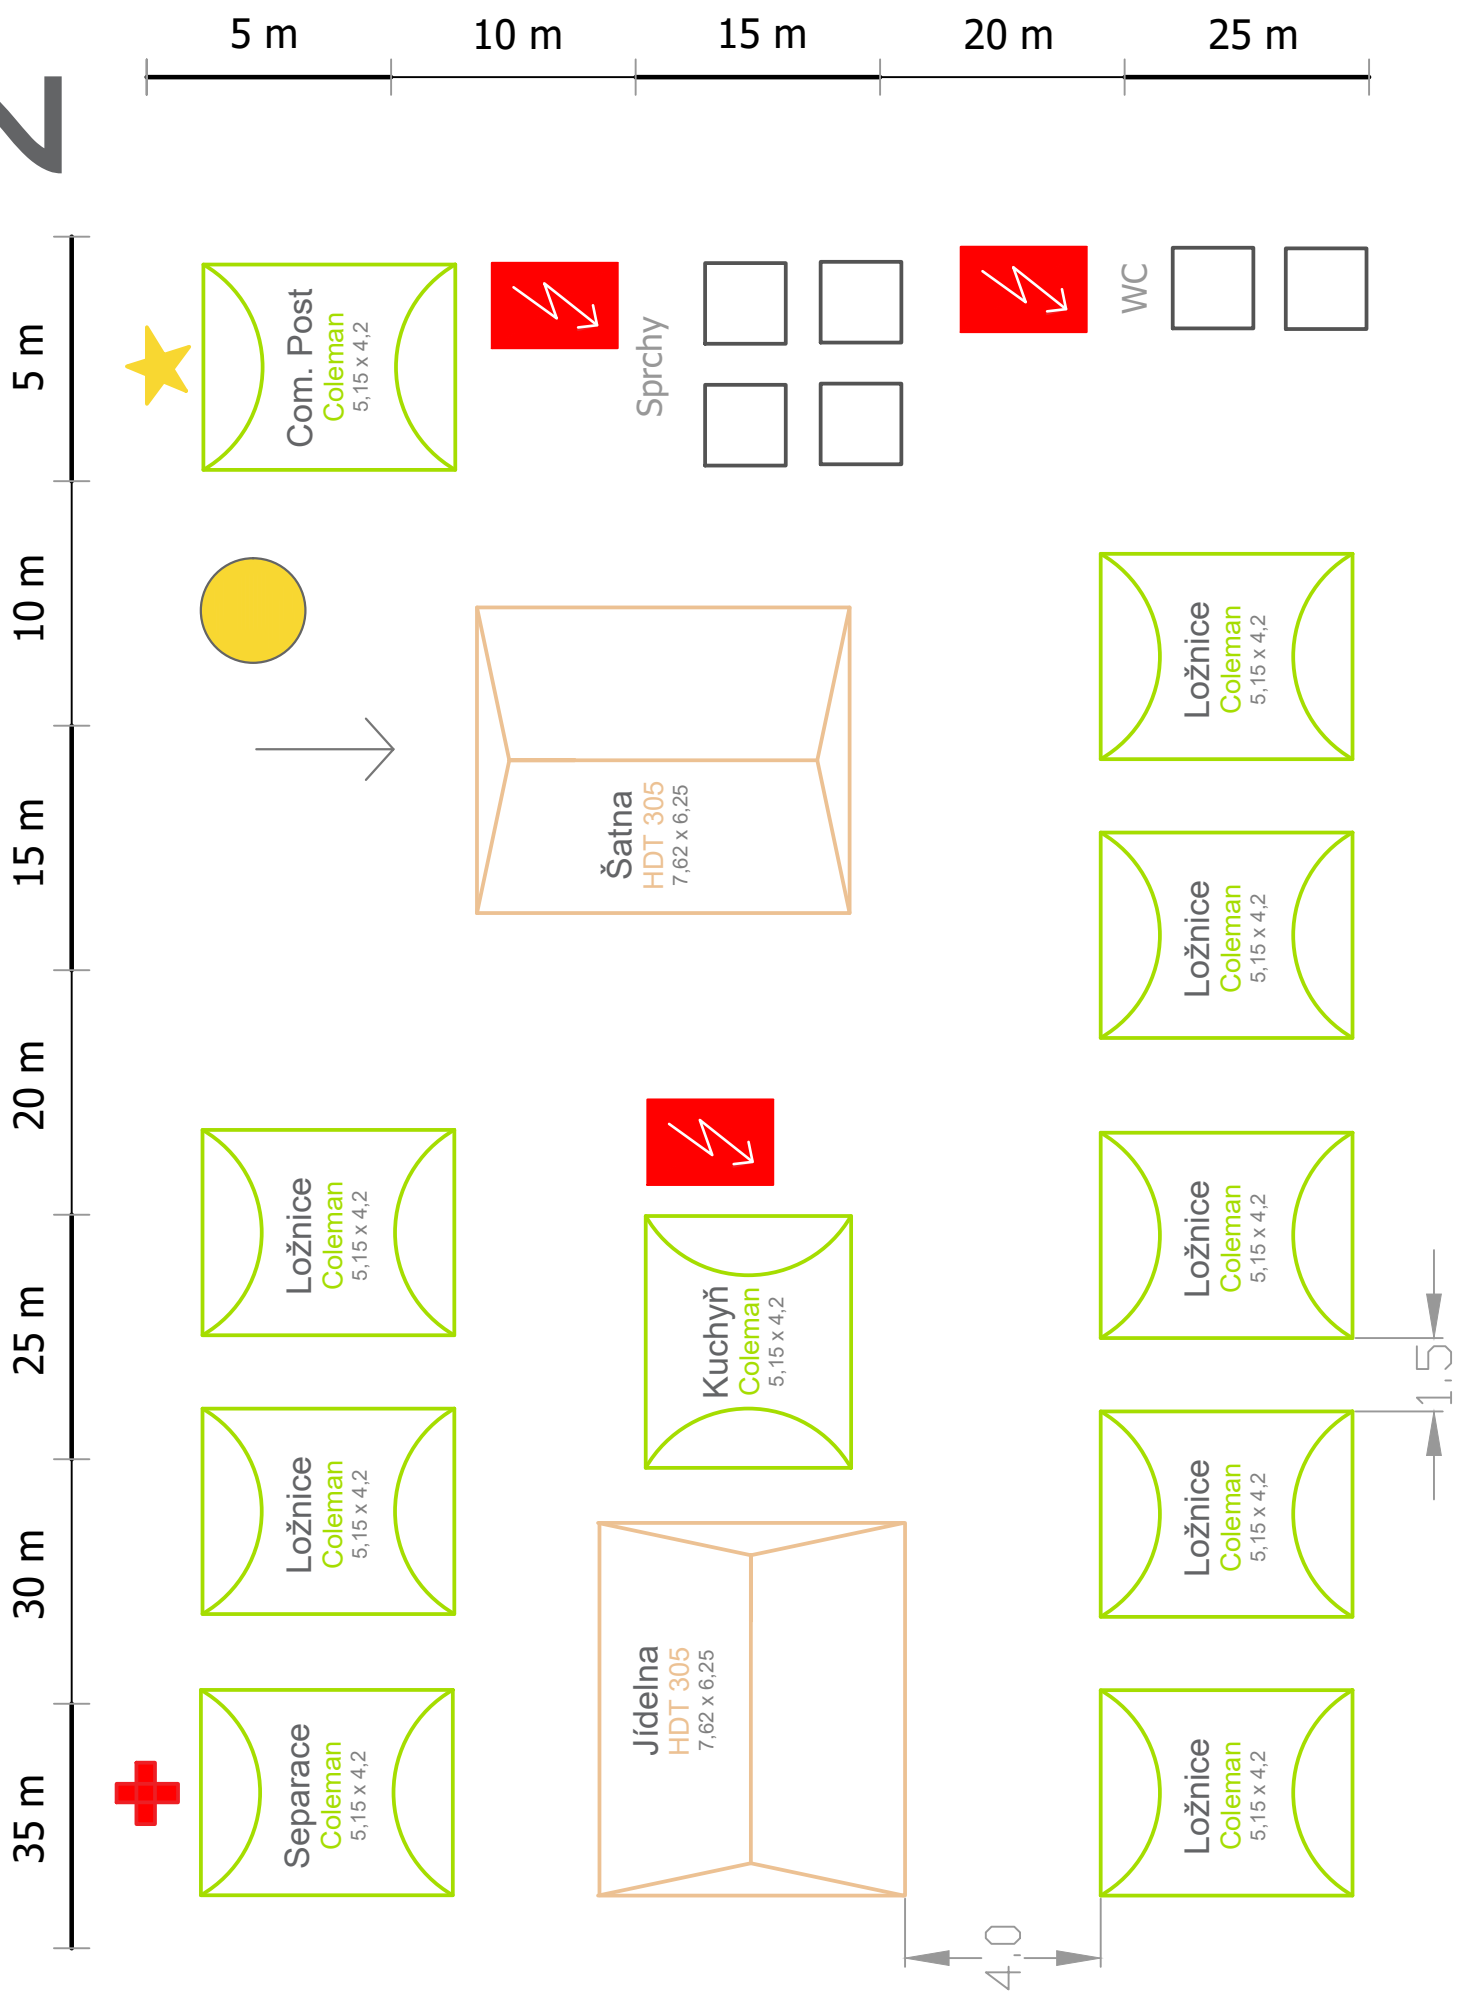 5 m
10 m
15 m
20 m
25 m
5 m
10 m
15 m
20 m
25 m
30 m
35 m
Com. Post
Coleman
5,15 x 4,2
Sprchy
WC
Šatna
HDT 305
7,62 x 6,25
Ložnice
Coleman
5,15 x 4,2
Ložnice
Coleman
5,15 x 4,2
Ložnice
Coleman
5,15 x 4,2
Kuchyň
Coleman
5,15 x 4,2
Ložnice
Coleman
5,15 x 4,2
1,5
Ložnice
Coleman
5,15 x 4,2
Ložnice
Coleman
5,15 x 4,2
Separace
Coleman
5,15 x 4,2
Jídelna
HDT 305
7,62 x 6,25
Ložnice
Coleman
5,15 x 4,2
4,0